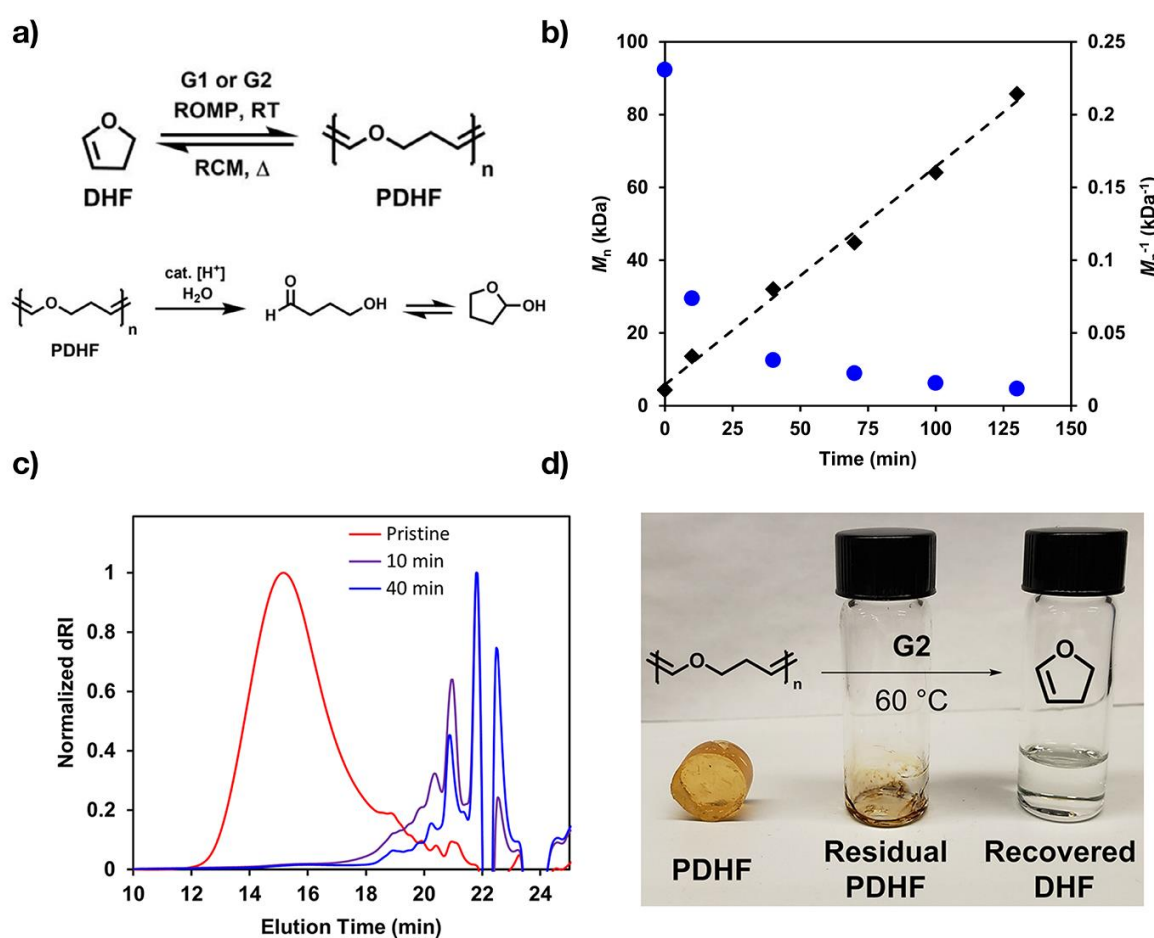 a)
G1 or G2
ROMP, RT
RCM, Δ
O
DHF
O
n
PDHF
O
n
PDHF
cat. [H⁺]
H₂O
O
H
OH
O
OH
b)
100
80
60
40
20
0
Mₙ (kDa)
0.25
0.2
0.15
0.1
0.05
0
Mₙ⁻¹ (kDa⁻¹)
0 25 50 75 100 125 150
Time (min)
c)
Pristine
10 min
40 min
1
0.8
0.6
0.4
0.2
0
Normalized dRI
10 12 14 16 18 20 22 24
Elution Time (min)
d)
O
n
G2
60 °C
O
PDHF
Residual
PDHF
Recovered
DHF